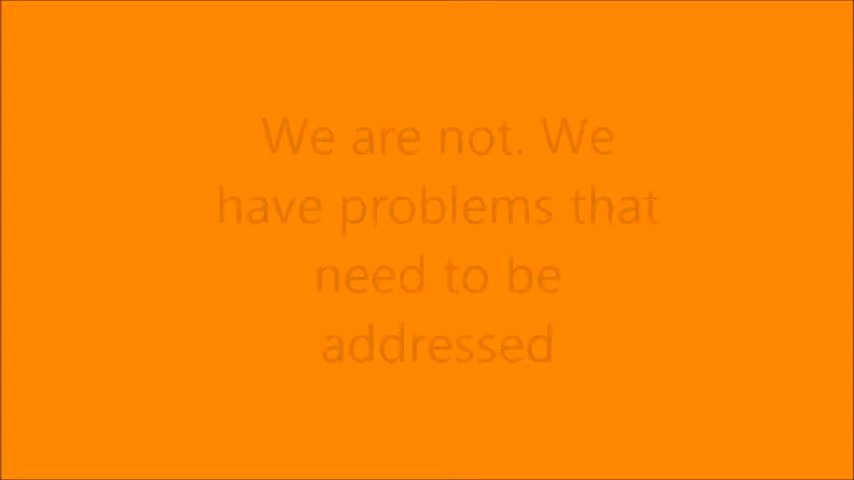 We are not. We
have problems that
need to be
addressed